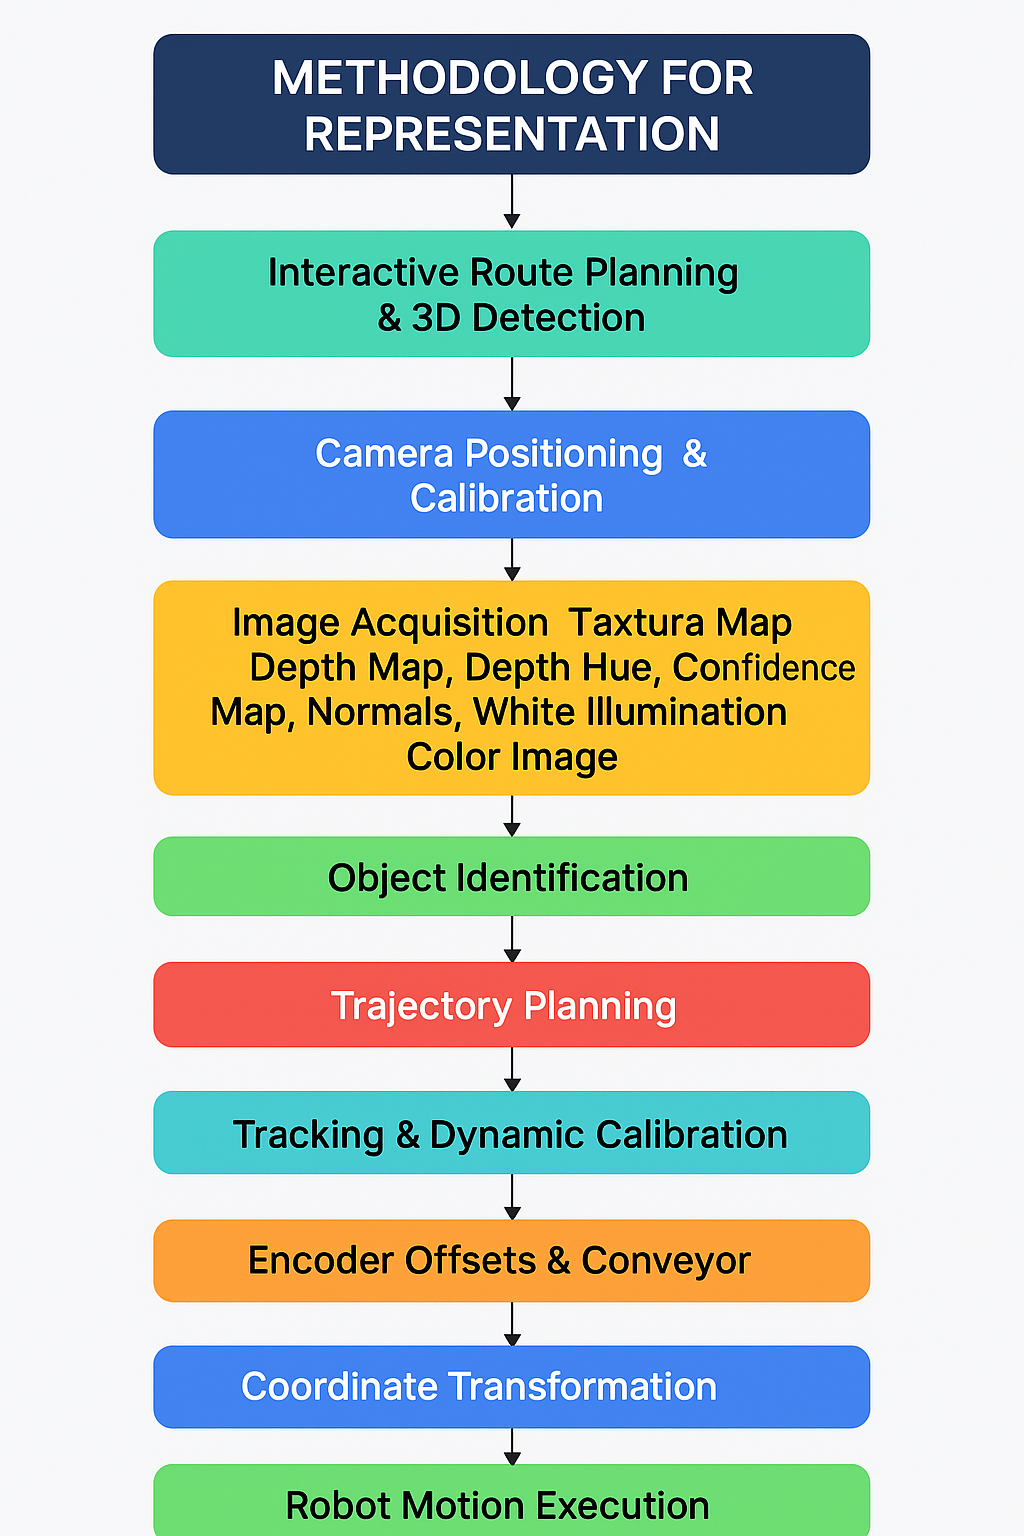 METHODOLOGY FOR
REPRESENTATION
Interactive Route Planning
& 3D Detection
Camera Positioning &
Calibration
Image Acquisition Taxtura Map
Depth Map, Depth Hue, Confidence
Map, Normals, White Illumination
Color Image
Object Identification
Trajectory Planning
Tracking & Dynamic Calibration
Encoder Offsets & Conveyor
Coordinate Transformation
Robot Motion Execution